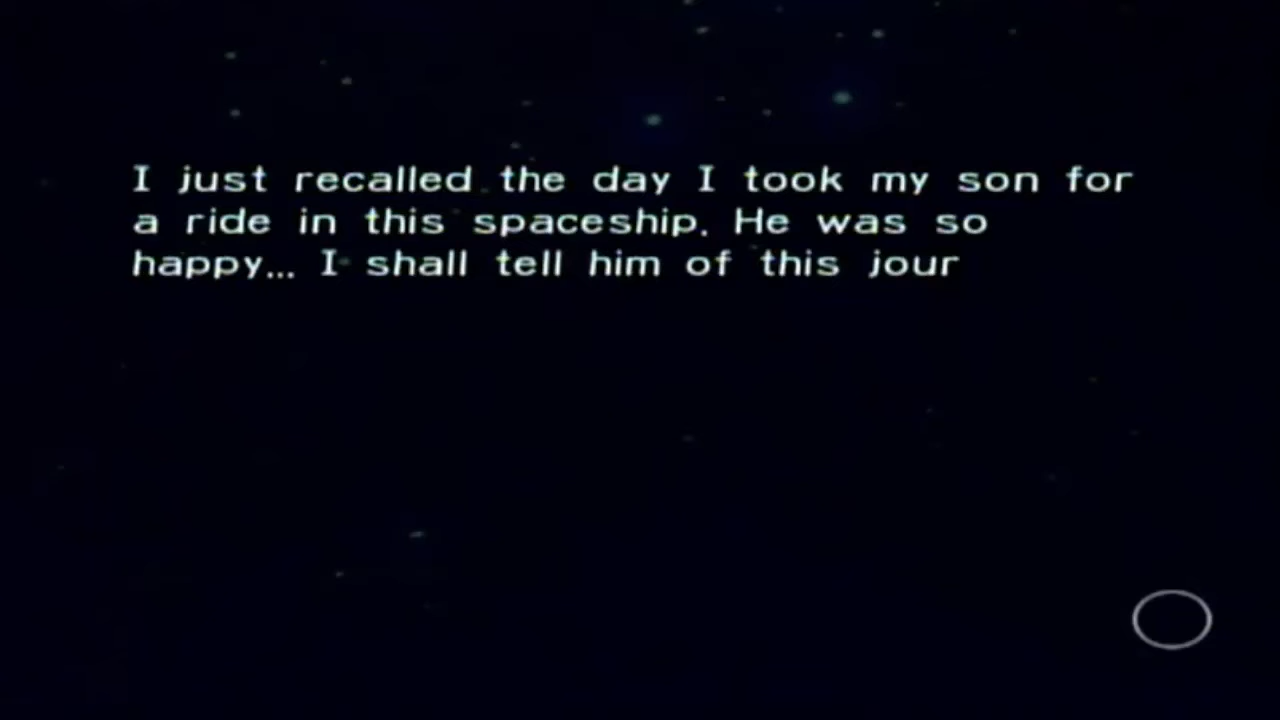 I just recalled the day I took my son for
a ride in this spaceship. He was so
happy... I shall tell him of this jour